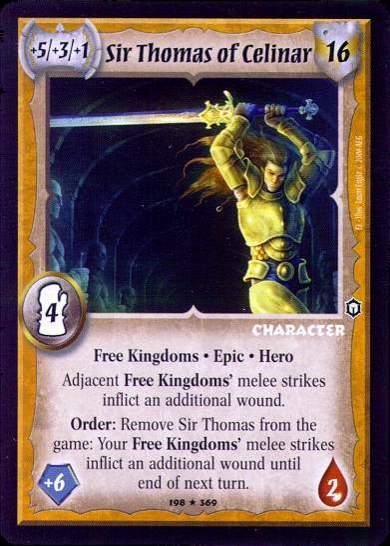 +5/+3/+1 Sir Thomas of Celinar 16
4
CHARACTER
Free Kingdoms • Epic • Hero
Adjacent Free Kingdoms' melee strikes
inflict an additional wound.
Order: Remove Sir Thomas from the
game: Your Free Kingdoms' melee strikes
inflict an additional wound until
end of next turn.
+6
2
198 ★ 369